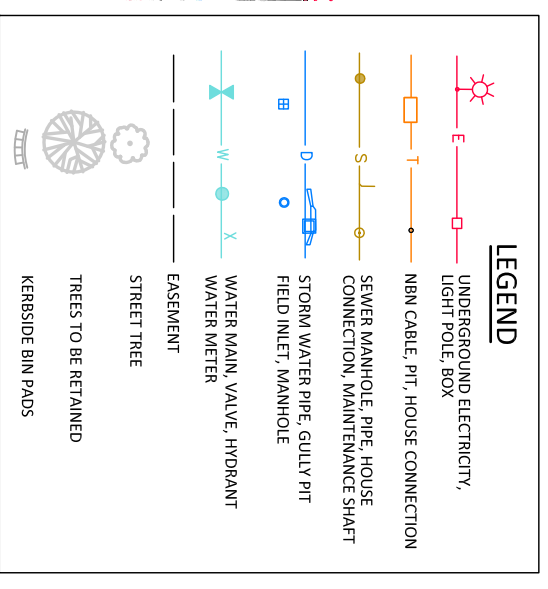 LEGEND
E
UNDERGROUND ELECTRICITY,
LIGHT POLE, BOX
T
NBN CABLE, PIT, HOUSE CONNECTION
S J
SEWER MANHOLE, PIPE, HOUSE
CONNECTION, MAINTENANCE SHAFT
D
STORM WATER PIPE, GULLY PIT
FIELD INLET, MANHOLE
W X
WATER MAIN, VALVE, HYDRANT
WATER METER
EASEMENT
STREET TREE
TREES TO BE RETAINED
KERBSIDE BIN PADS